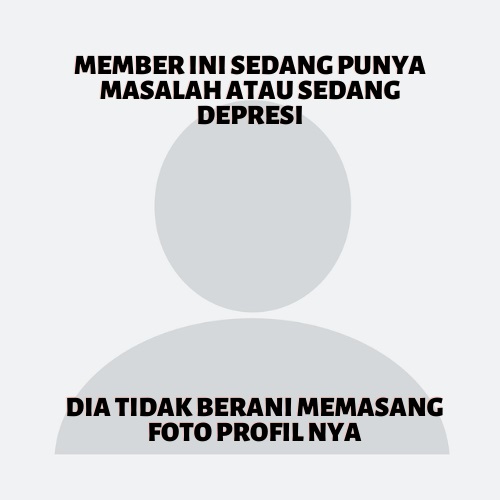 MEMBER INI SEDANG PUNYA
MASALAH ATAU SEDANG
DEPRESI
DIA TIDAK BERANI MEMASANG
FOTO PROFIL NYA